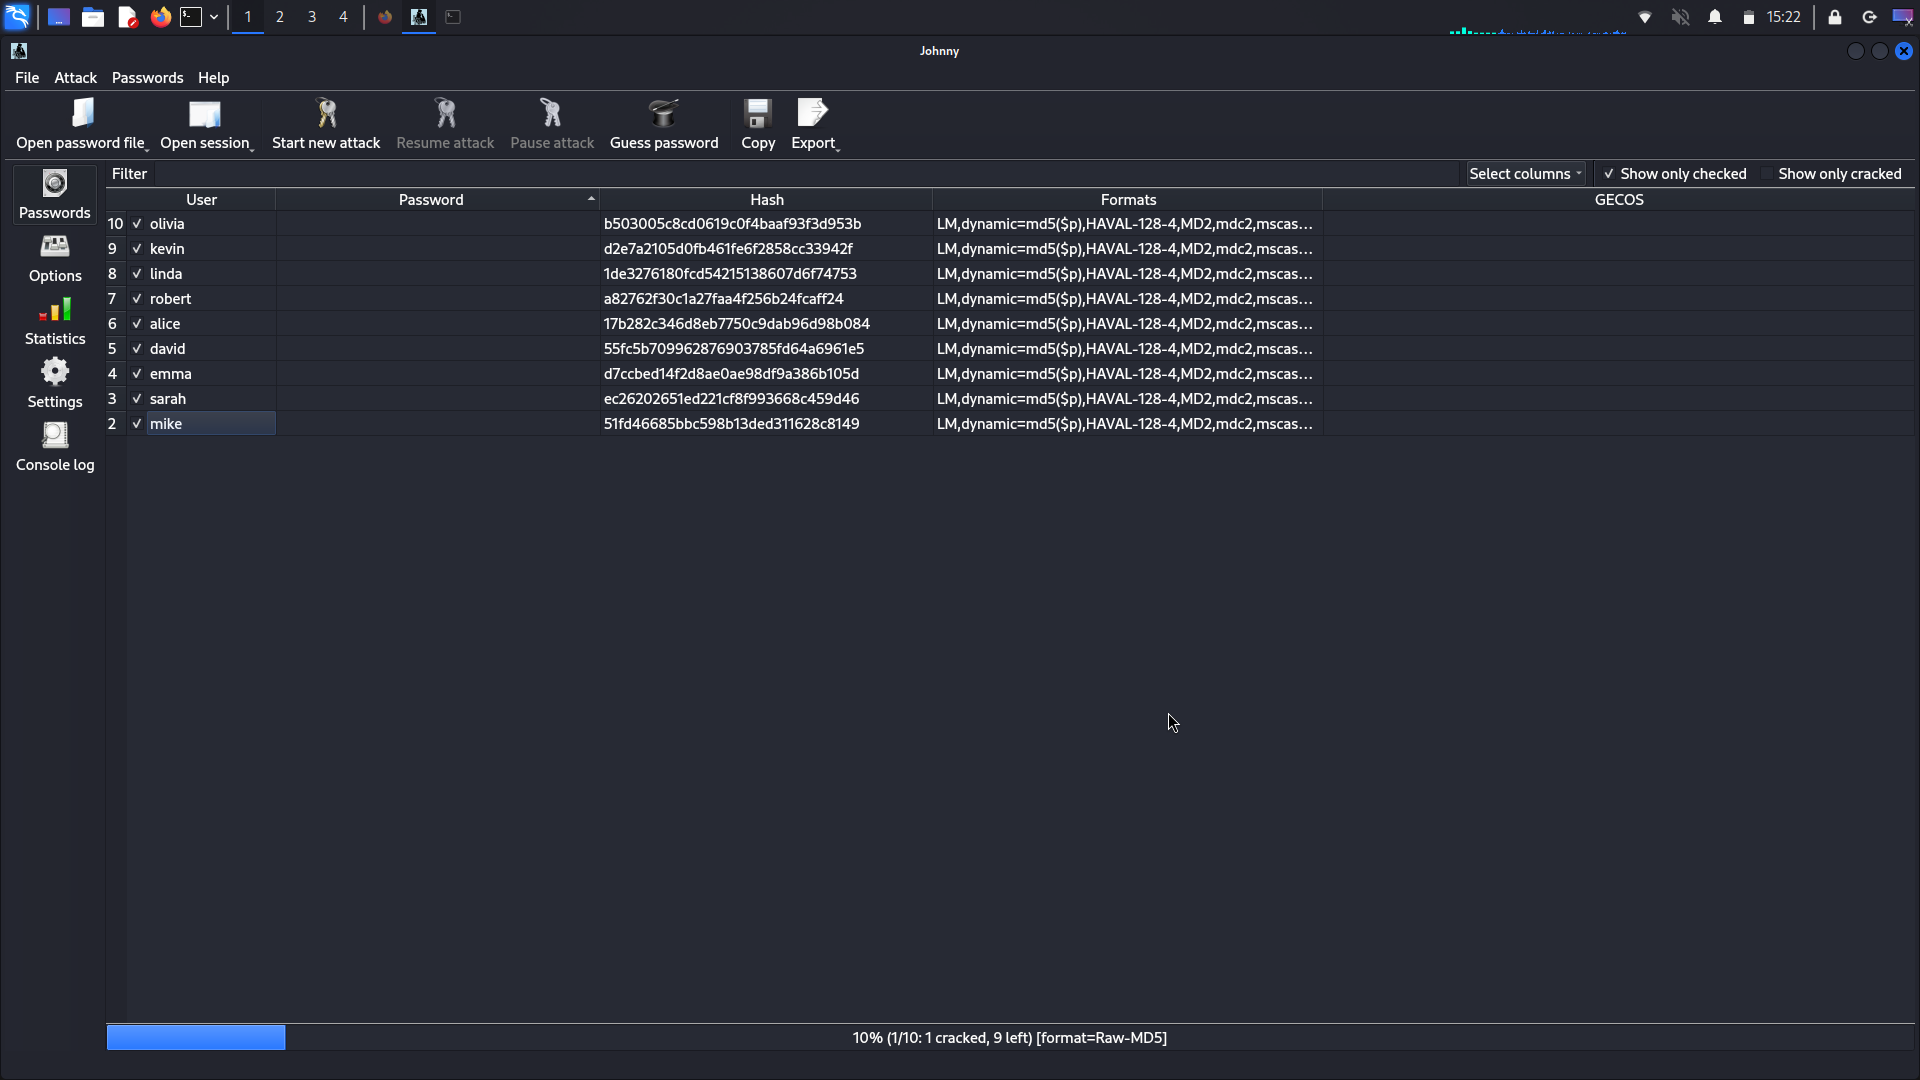 1 2 3 4 15:22
Johnny
File Attack Passwords Help
Open password file Open session Start new attack Resume attack Pause attack Guess password Copy Export
Filter Select columns Show only checked Show only cracked
User Password Hash Formats GECOS
10 olivia b503005c8cd0619c0f4baaf93f3d953b LM,dynamic=md5($p),HAVAL-128-4,MD2,mdc2,mscas...
9 kevin d2e7a2105d0fb461fe6f2858cc33942f LM,dynamic=md5($p),HAVAL-128-4,MD2,mdc2,mscas...
8 linda 1de3276180fcd54215138607d6f74753 LM,dynamic=md5($p),HAVAL-128-4,MD2,mdc2,mscas...
7 robert a82762f30c1a27faa4f256b24fcaff24 LM,dynamic=md5($p),HAVAL-128-4,MD2,mdc2,mscas...
6 alice 17b282c346d8eb7750c9dab96d98b084 LM,dynamic=md5($p),HAVAL-128-4,MD2,mdc2,mscas...
5 david 55fc5b709962876903785fd64a6961e5 LM,dynamic=md5($p),HAVAL-128-4,MD2,mdc2,mscas...
4 emma d7ccbed14f2d8ae0ae98df9a386b105d LM,dynamic=md5($p),HAVAL-128-4,MD2,mdc2,mscas...
3 sarah ec26202651ed221cf8f993668c459d46 LM,dynamic=md5($p),HAVAL-128-4,MD2,mdc2,mscas...
2 mike 51fd46685bbc598b13ded311628c8149 LM,dynamic=md5($p),HAVAL-128-4,MD2,mdc2,mscas...
Passwords
Options
Statistics
Settings
Console log
10% (1/10: 1 cracked, 9 left) [format=Raw-MD5]